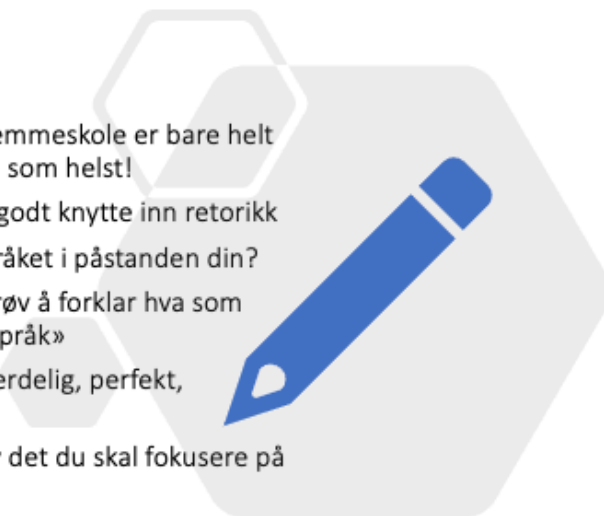 emmeskole er bare helt
som helst!
godt knytte inn retorikk
råket i påstanden din?
røv å forklar hva som
pråk»
erdelig, perfekt,
det du skal fokusere på